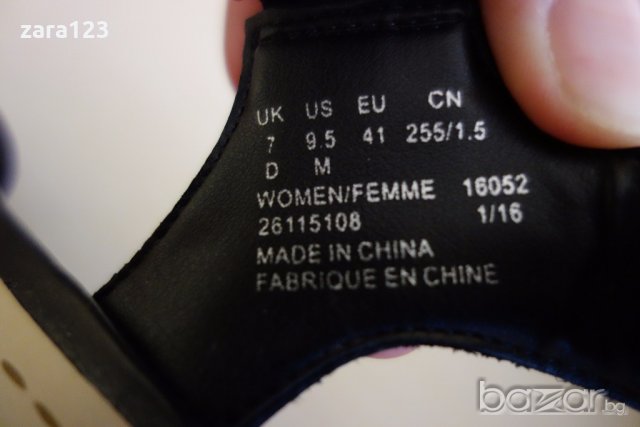 zara123
UK US EU CN
7 9.5 41 255/1.5
D M
WOMEN/FEMME 16052
26115108 1/16
MADE IN CHINA
FABRIQUE EN CHINE
bazar.bg